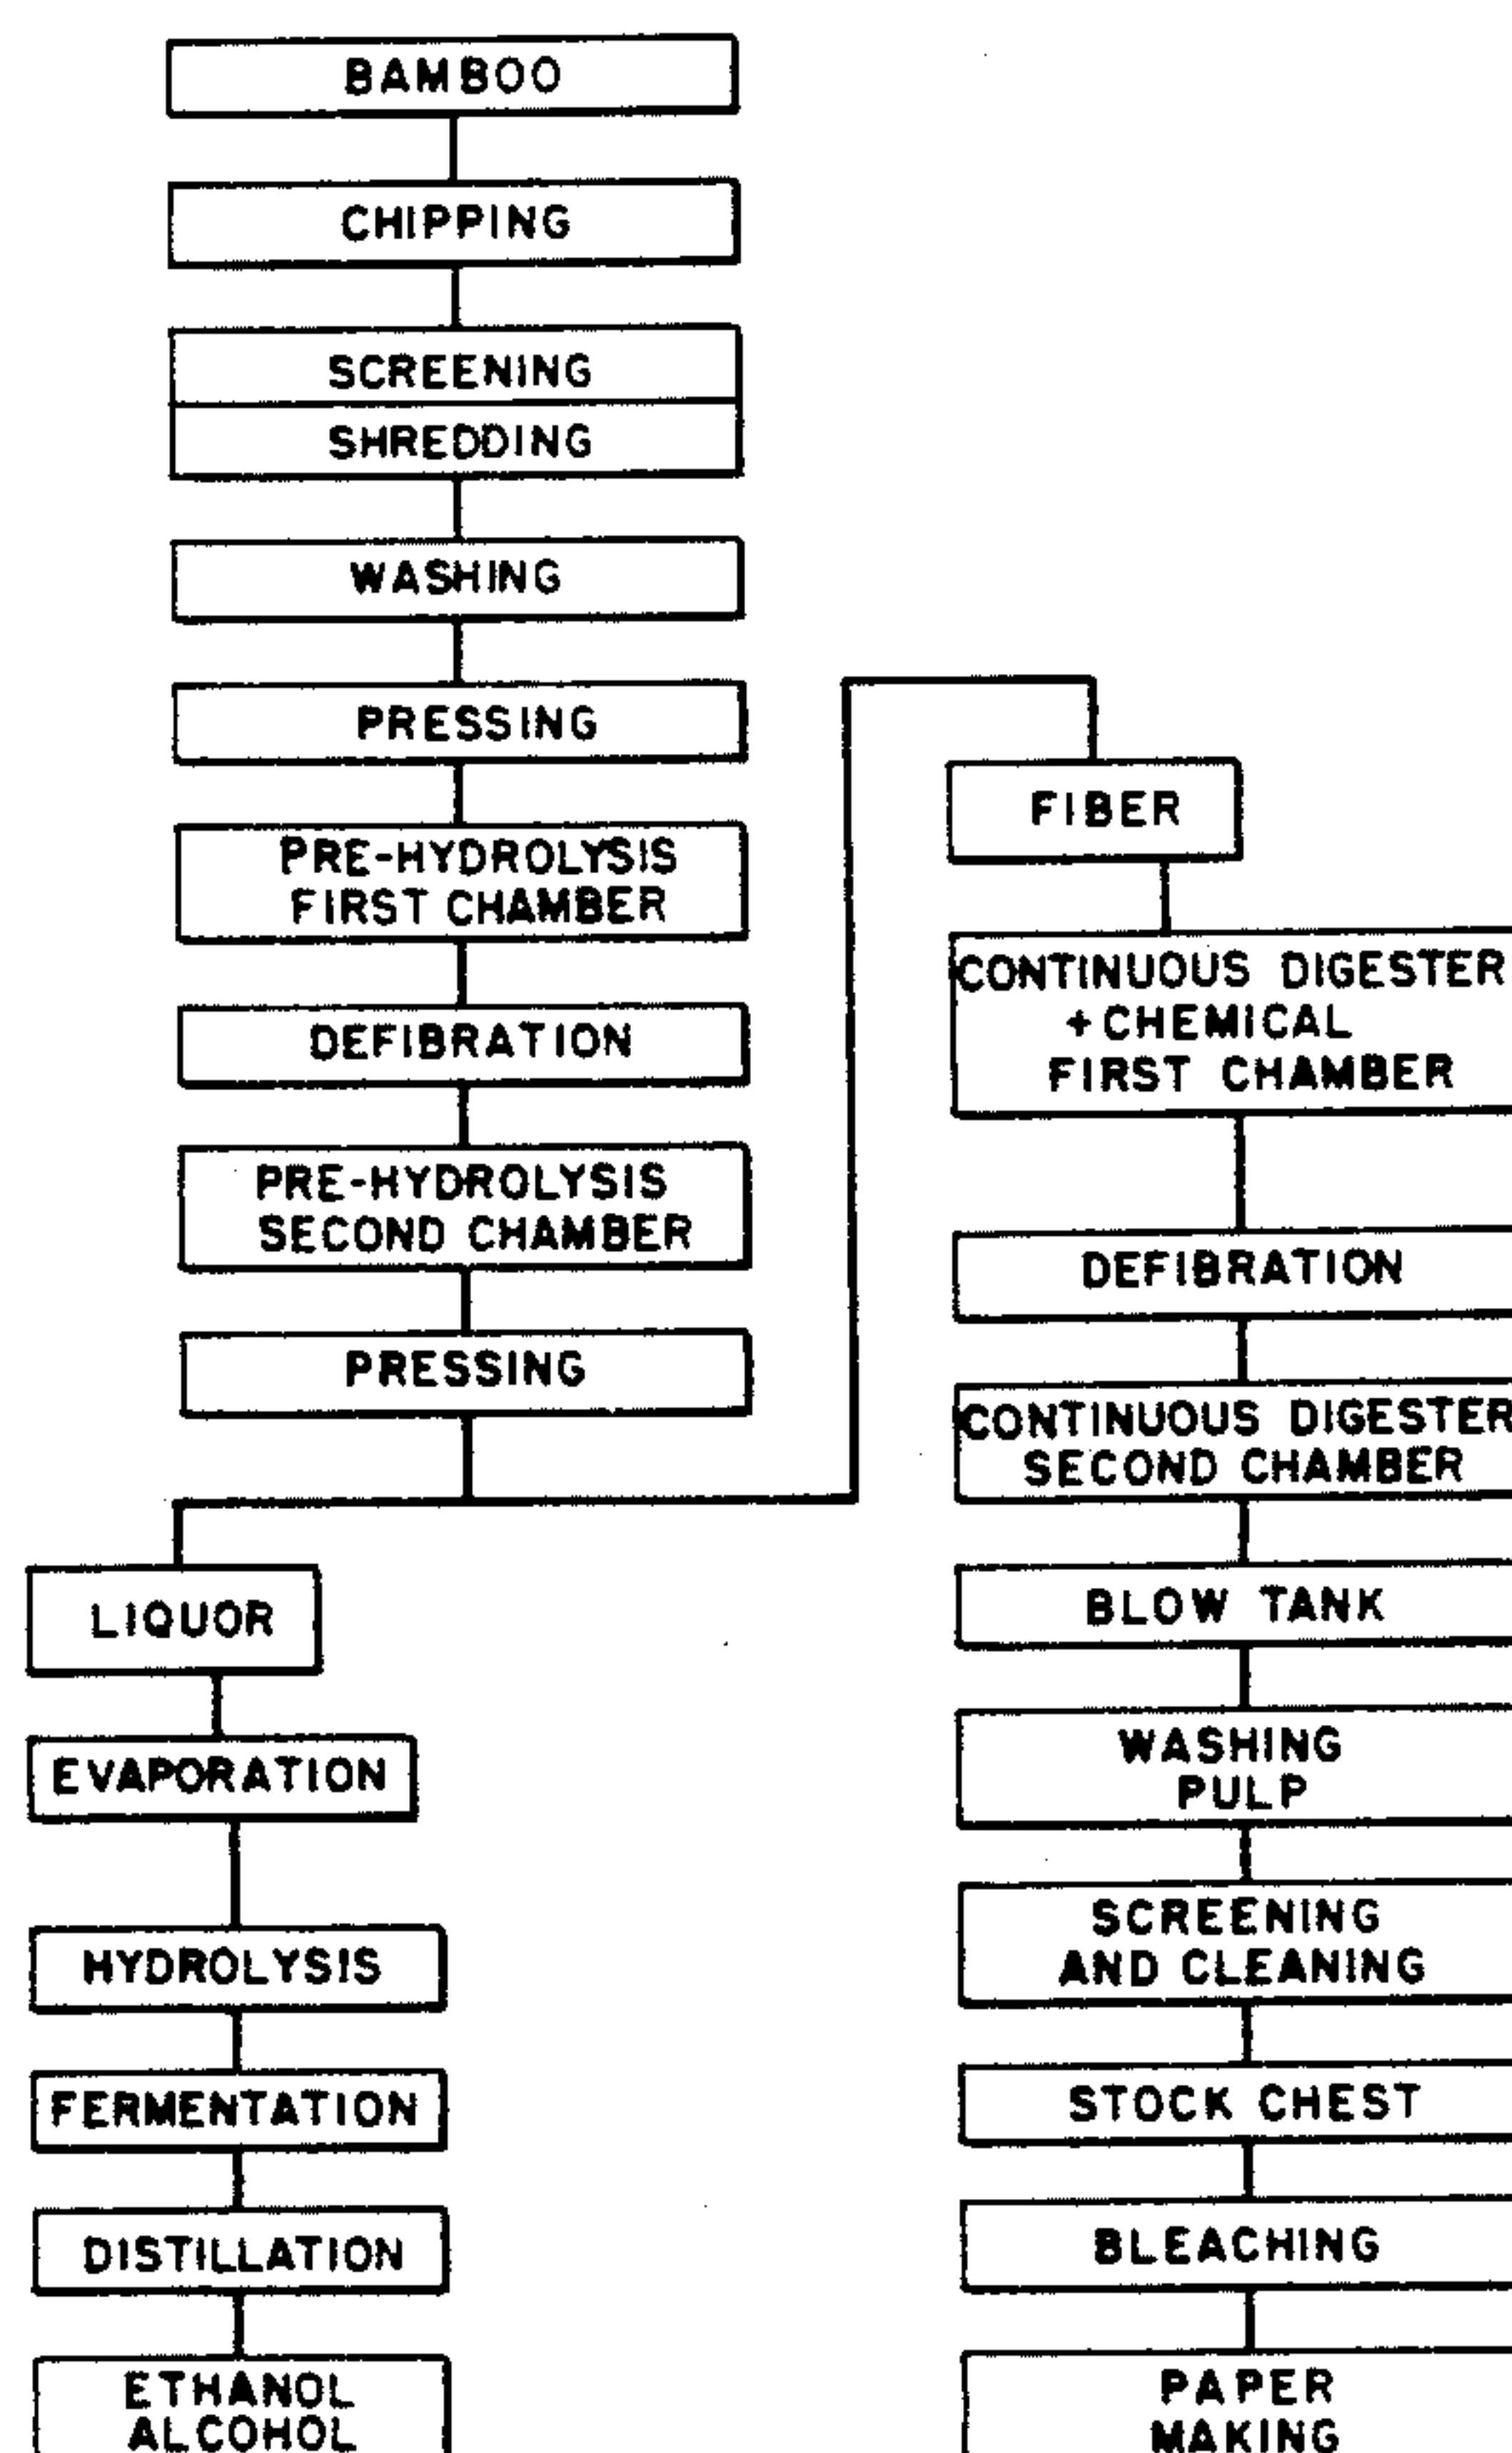 BAMBOO
CHIPPING
SCREENING
SHREDDING
WASHING
PRESSING
PRE-HYDROLYSIS
FIRST CHAMBER
DEFIBRATION
PRE-HYDROLYSIS
SECOND CHAMBER
PRESSING
LIQUOR
EVAPORATION
HYDROLYSIS
FERMENTATION
DISTILLATION
ETHANOL
ALCOHOL
FIBER
CONTINUOUS DIGESTER
+CHEMICAL
FIRST CHAMBER
DEFIBRATION
CONTINUOUS DIGESTER
SECOND CHAMBER
BLOW TANK
WASHING
PULP
SCREENING
AND CLEANING
STOCK CHEST
BLEACHING
PAPER
MAKING